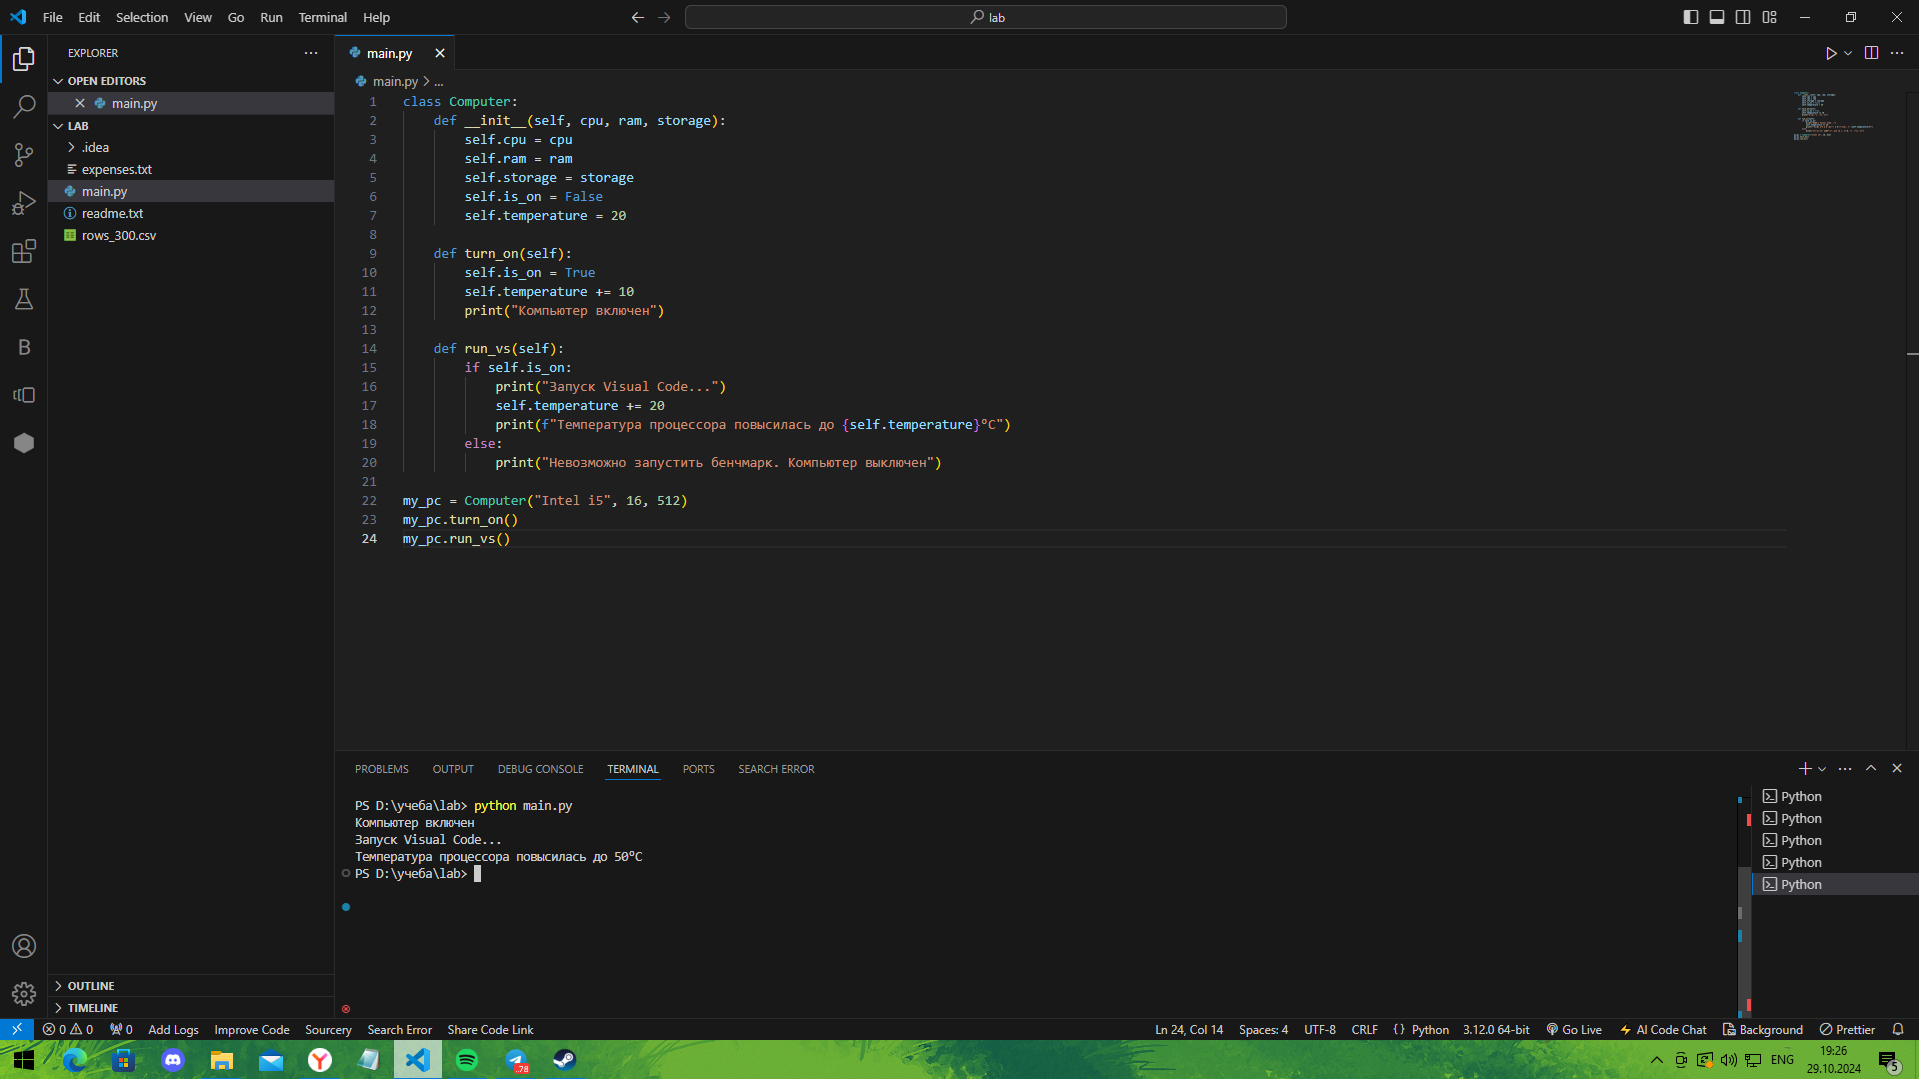 File Edit Selection View Go Run Terminal Help
lab
EXPLORER
OPEN EDITORS
main.py
LAB
.idea
expenses.txt
main.py
readme.txt
rows_300.csv
OUTLINE
TIMELINE
main.py
main.py > ...
1 class Computer:
2 def __init__(self, cpu, ram, storage):
3 self.cpu = cpu
4 self.ram = ram
5 self.storage = storage
6 self.is_on = False
7 self.temperature = 20
8
9 def turn_on(self):
10 self.is_on = True
11 self.temperature += 10
12 print("Компьютер включен")
13
14 def run_vs(self):
15 if self.is_on:
16 print("Запуск Visual Code...")
17 self.temperature += 20
18 print(f"Температура процессора повысилась до {self.temperature}°C")
19 else:
20 print("Невозможно запустить бенчмарк. Компьютер выключен")
21
22 my_pc = Computer("Intel i5", 16, 512)
23 my_pc.turn_on()
24 my_pc.run_vs()
PROBLEMS OUTPUT DEBUG CONSOLE TERMINAL PORTS SEARCH ERROR
PS D:\учеба\lab> python main.py
Компьютер включен
Запуск Visual Code...
Температура процессора повысилась до 50°C
PS D:\учеба\lab>
Python
Python
Python
Python
Python
0 0 0 Add Logs Improve Code Sourcery Search Error Share Code Link
Ln 24, Col 14 Spaces: 4 UTF-8 CRLF {} Python 3.12.0 64-bit Go Live AI Code Chat Background Prettier
B
.78
ENG
19:26
29.10.2024
5